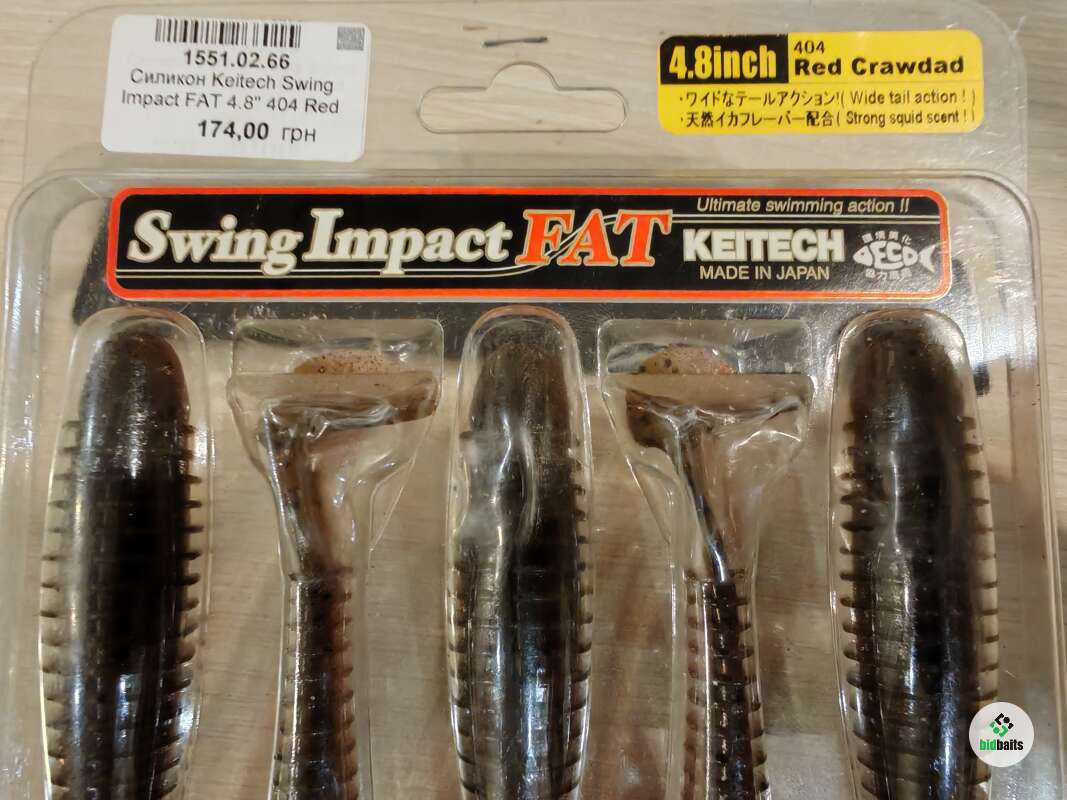 1551.02.66
Силикон Keitech Swing
Impact FAT 4.8" 404 Red
174,00 грн
4.8inch 404 Red Crawdad
・ワイドなテールアクション!( Wide tail action ! )
・天然イカフレーバー配合 ( Strong squid scent ! )
Ultimate swimming action !!
Swing Impact FAT KEITECH
MADE IN JAPAN
ECO
bidbaits